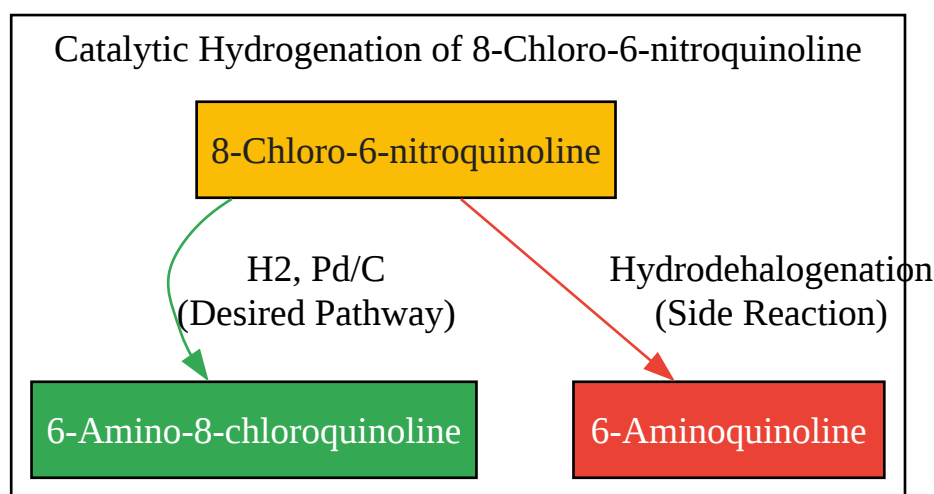 Catalytic Hydrogenation of 8-Chloro-6-nitroquinoline
8-Chloro-6-nitroquinoline
H2, Pd/C
(Desired Pathway)
Hydrodehalogenation
(Side Reaction)
6-Amino-8-chloroquinoline
6-Aminoquinoline